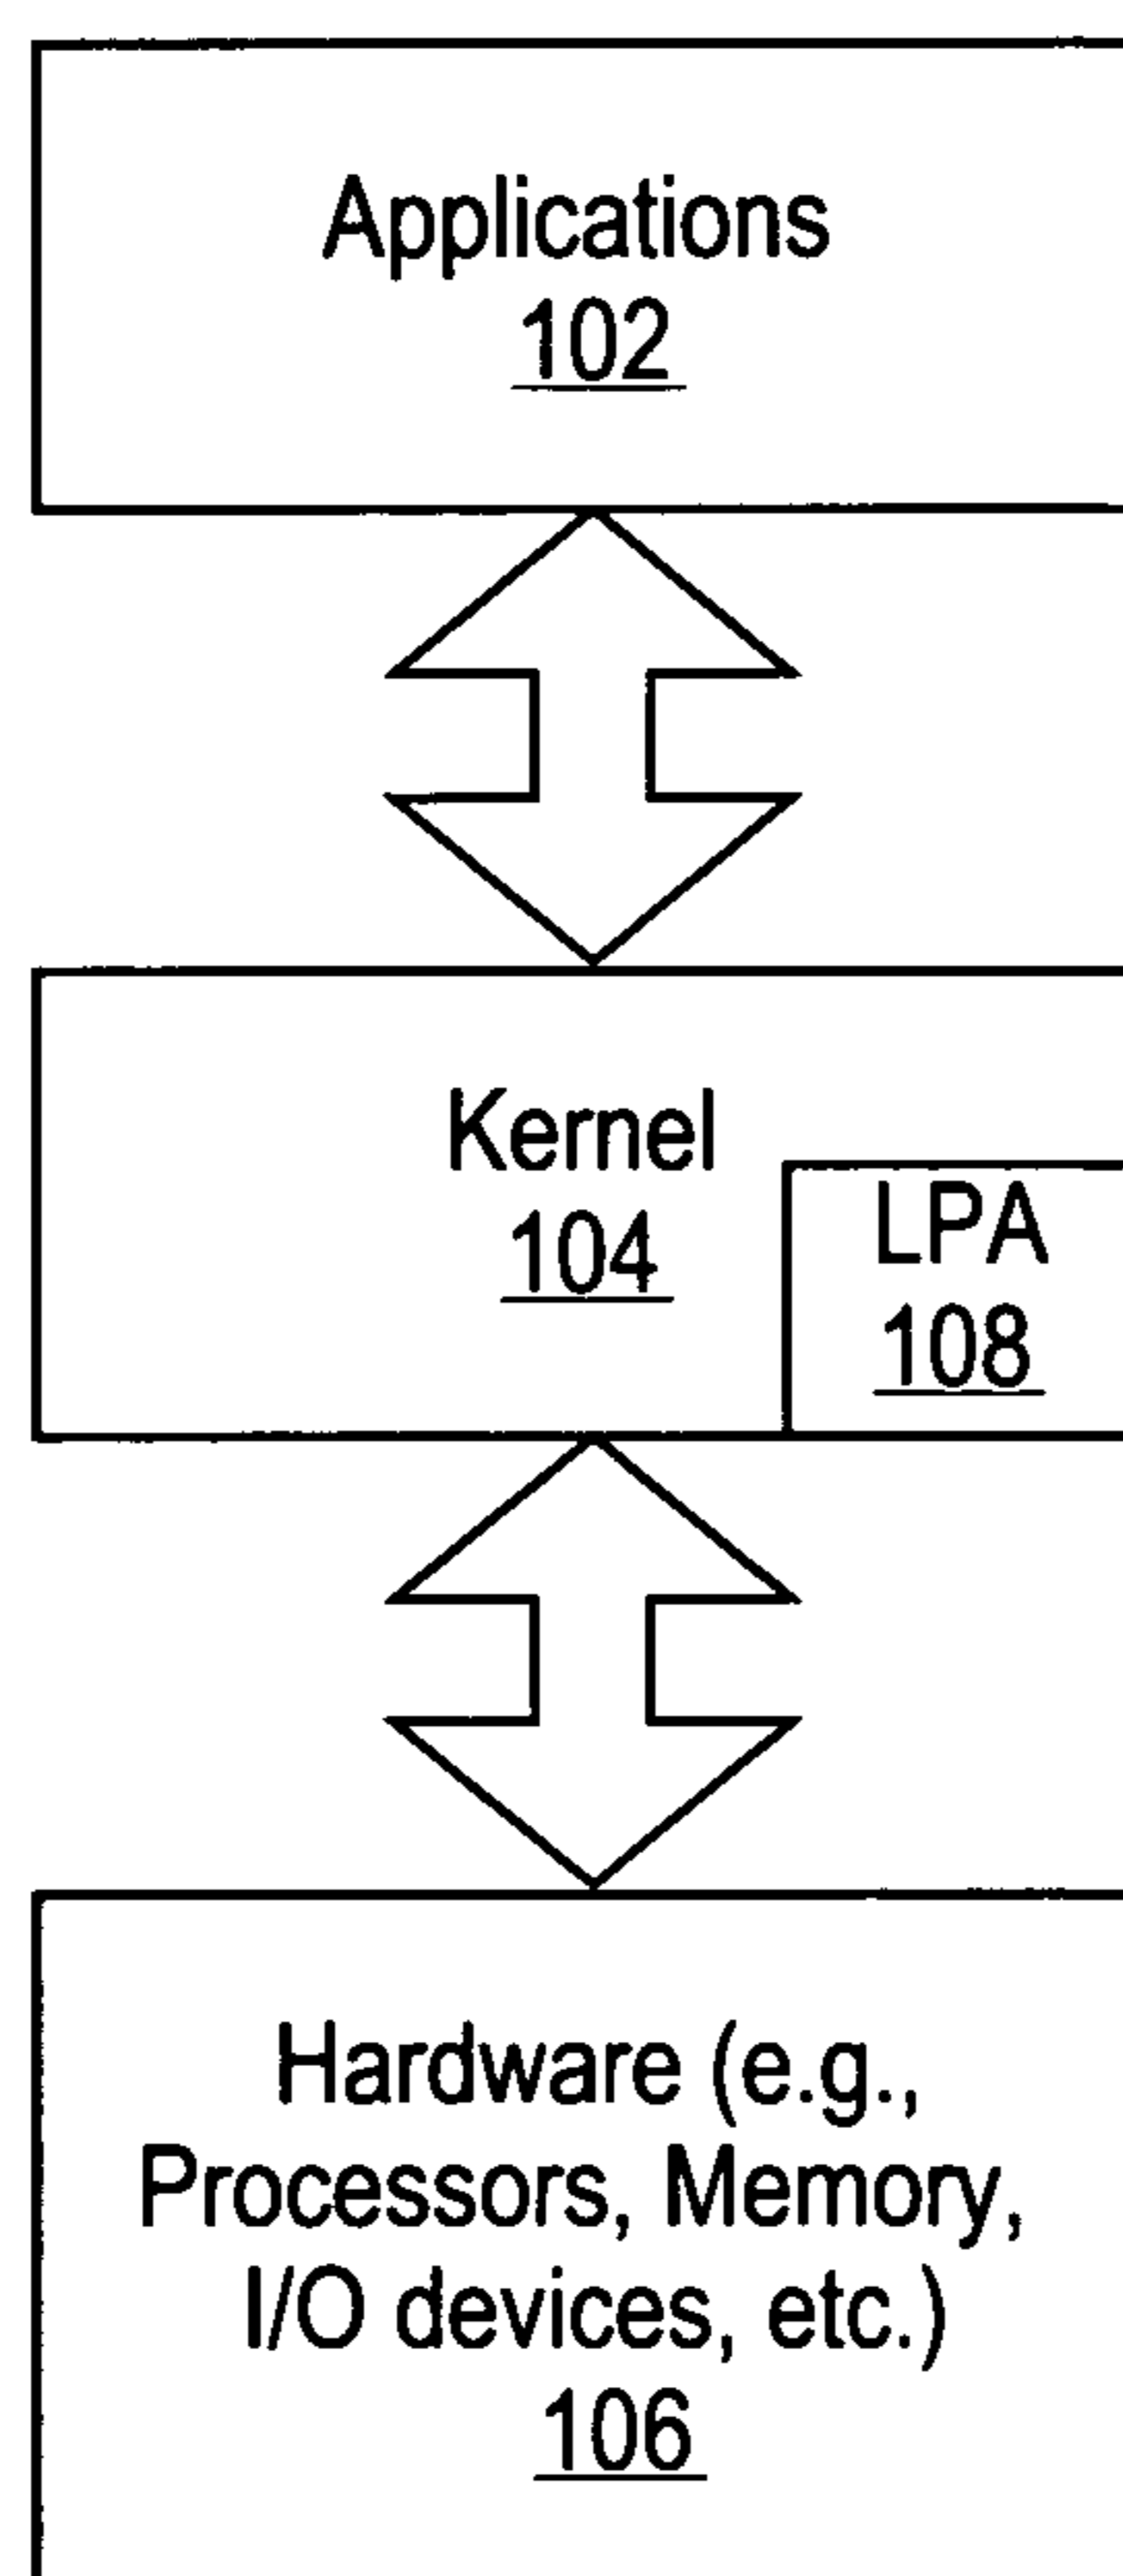 Applications
102
Kernel
104
LPA
108
Hardware (e.g.,
Processors, Memory,
I/O devices, etc.)
106